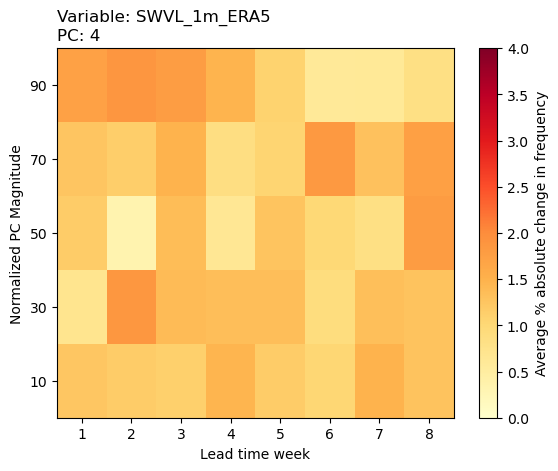 Variable: SWVL_1m_ERA5
PC: 4
Normalized PC Magnitude
90
70
50
30
10
1 2 3 4 5 6 7 8
Lead time week
4.0
3.5
3.0
2.5
2.0
1.5
1.0
0.5
0.0
Average % absolute change in frequency